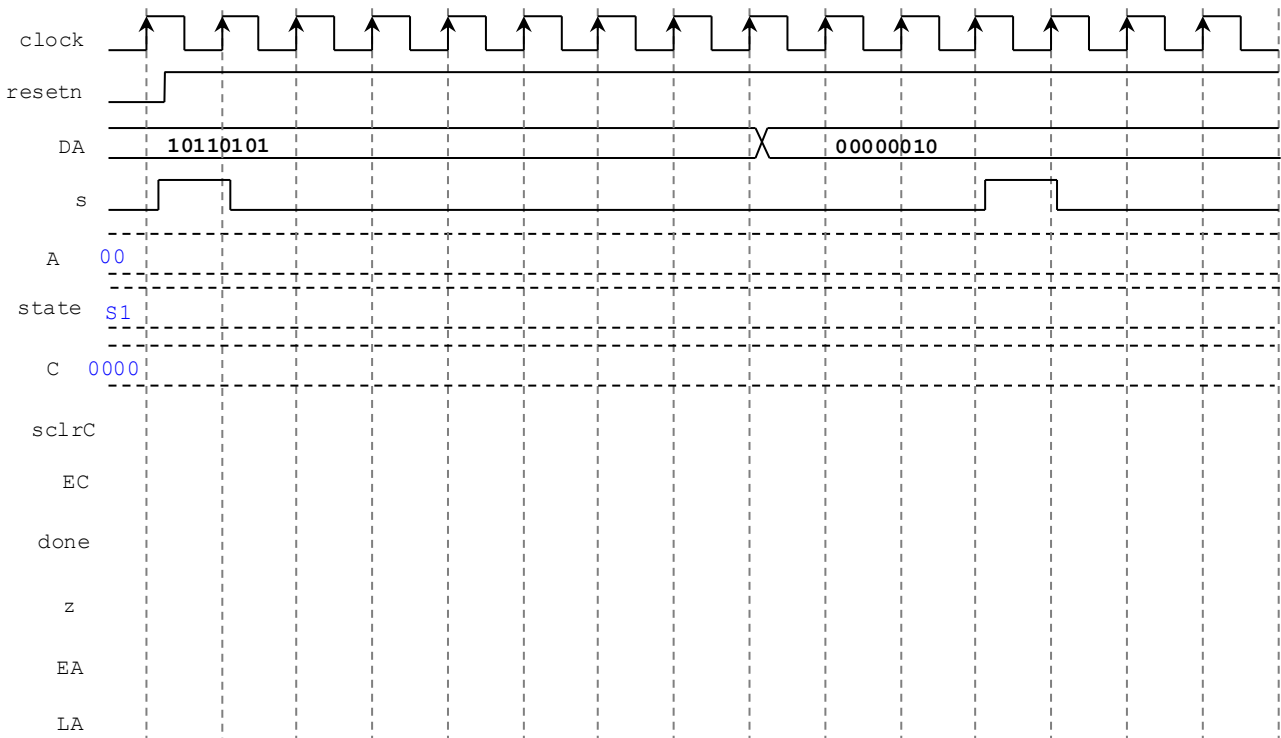 clock
resetn
DA 10110101 00000010
s
A 00
state S1
C 0000
sclrC
EC
done
z
EA
LA